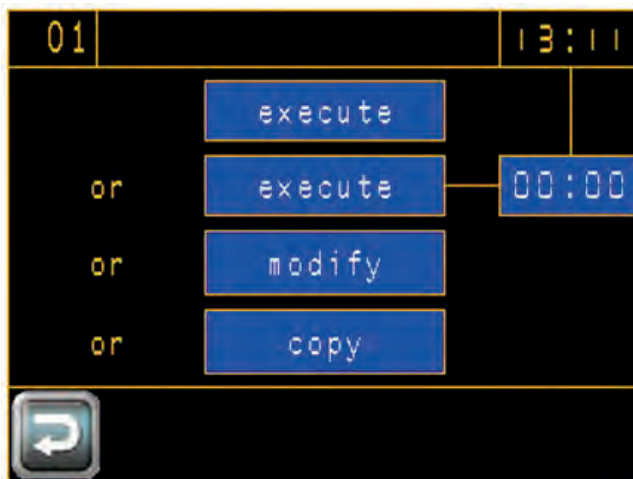 01 13:11
execute
or execute 00:00
or modify
or copy